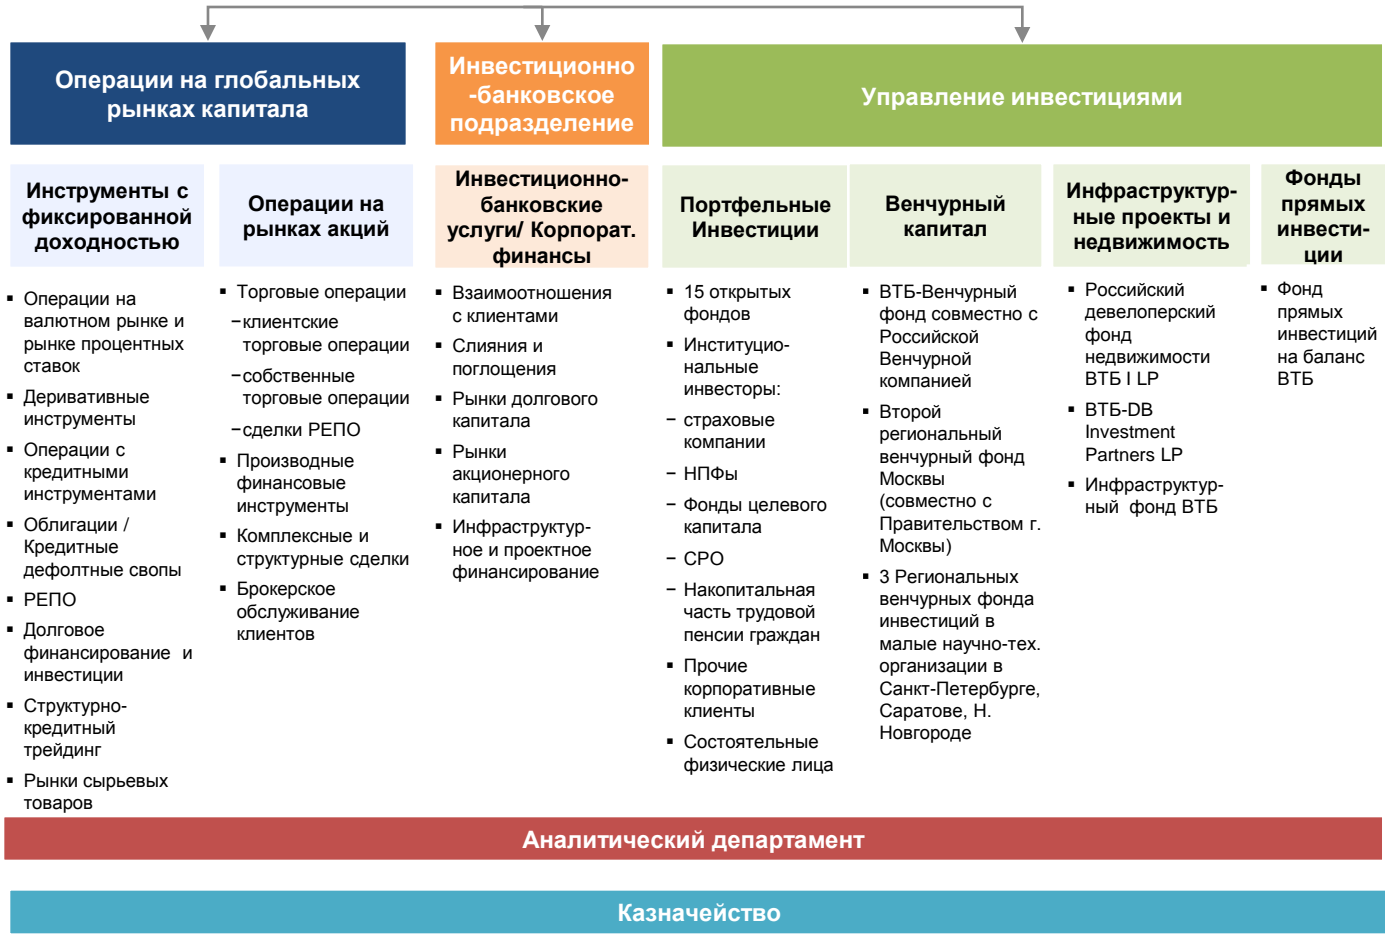 Операции на глобальных
рынках капитала
Инвестиционно
-банковское
подразделение
Управление инвестициями
Инструменты с
фиксированной
доходностью
Операции на
рынках акций
Инвестиционно-
банковские
услуги/ Корпорат.
финансы
Портфельные
Инвестиции
Венчурный
капитал
Инфраструктур-
ные проекты и
недвижимость
Фонды
прямых
инвести-
ции
▪ Операции на
валютном рынке и
рынке процентных
ставок
▪ Деривативные
инструменты
▪ Операции с
кредитными
инструментами
▪ Облигации /
Кредитные
дефолтные свопы
▪ РЕПО
▪ Долговое
финансирование и
инвестиции
▪ Структурно-
кредитный
трейдинг
▪ Рынки сырьевых
товаров
▪ Торговые операции
−клиентские
торговые операции
−собственные
торговые операции
−сделки РЕПО
▪ Производные
финансовые
инструменты
▪ Комплексные и
структурные сделки
▪ Брокерское
обслуживание
клиентов
▪ Взаимоотношения
с клиентами
▪ Слияния и
поглощения
▪ Рынки долгового
капитала
▪ Рынки
акционерного
капитала
▪ Инфраструктур-
ное и проектное
финансирование
▪ 15 открытых
фондов
▪ Институцио-
нальные
инвесторы:
− страховые
компании
− НПФы
− Фонды целевого
капитала
− СРО
− Накопительная
часть трудовой
пенсии граждан
▪ Прочие
корпоративные
клиенты
▪ Состоятельные
физические лица
▪ ВТБ-Венчурный
фонд совместно с
Российской
Венчурной
компанией
▪ Второй
региональный
венчурный фонд
Москвы
(совместно с
Правительством г.
Москвы)
▪ 3 Региональных
венчурных фонда
инвестиций в
малые научно-тех.
организации в
Санкт-Петербурге,
Саратове, Н.
Новгороде
▪ Российский
девелоперский
фонд
недвижимости
ВТБ I LP
▪ ВТБ-DB
Investment
Partners LP
▪ Инфраструктур-
ный фонд ВТБ
▪ Фонд
прямых
инвестиций
на баланс
ВТБ
Аналитический департамент
Казначейство